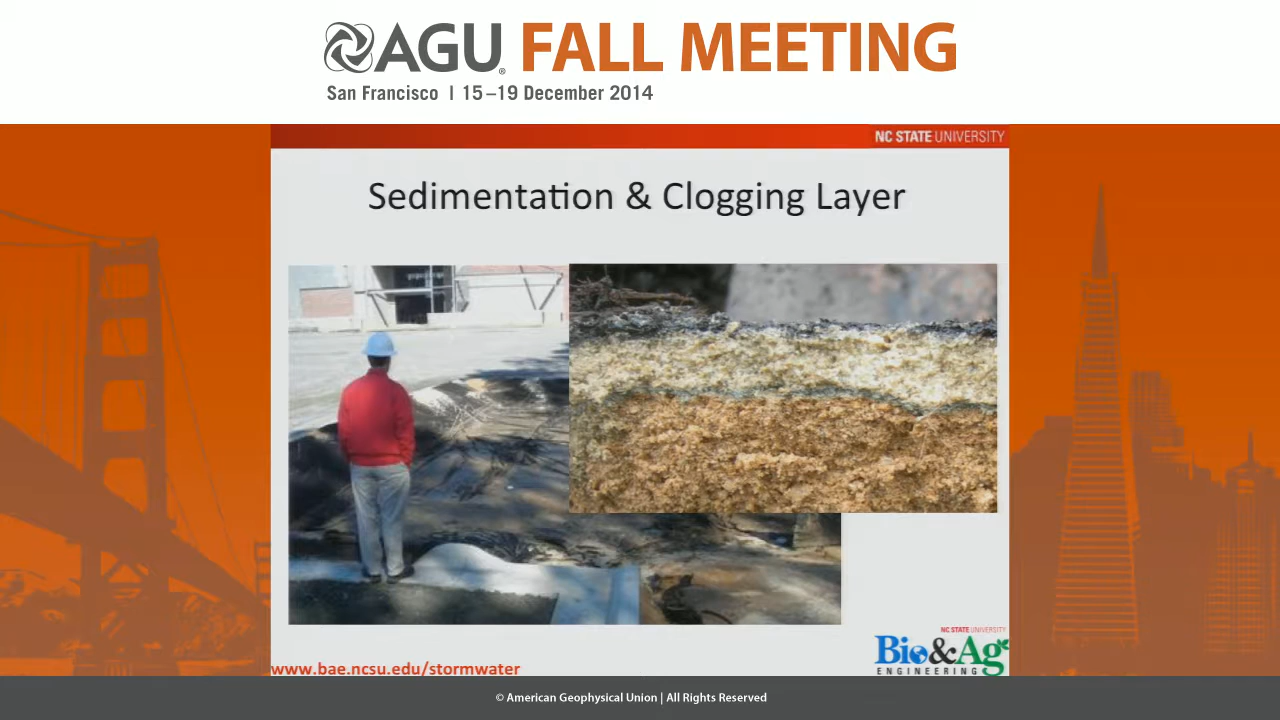 AGU® FALL MEETING
San Francisco | 15–19 December 2014
NC STATE UNIVERSITY
Sedimentation & Clogging Layer
NC STATE UNIVERSITY
Bio&Ag
ENGINEERING
www.bae.ncsu.edu/stormwater
© American Geophysical Union | All Rights Reserved